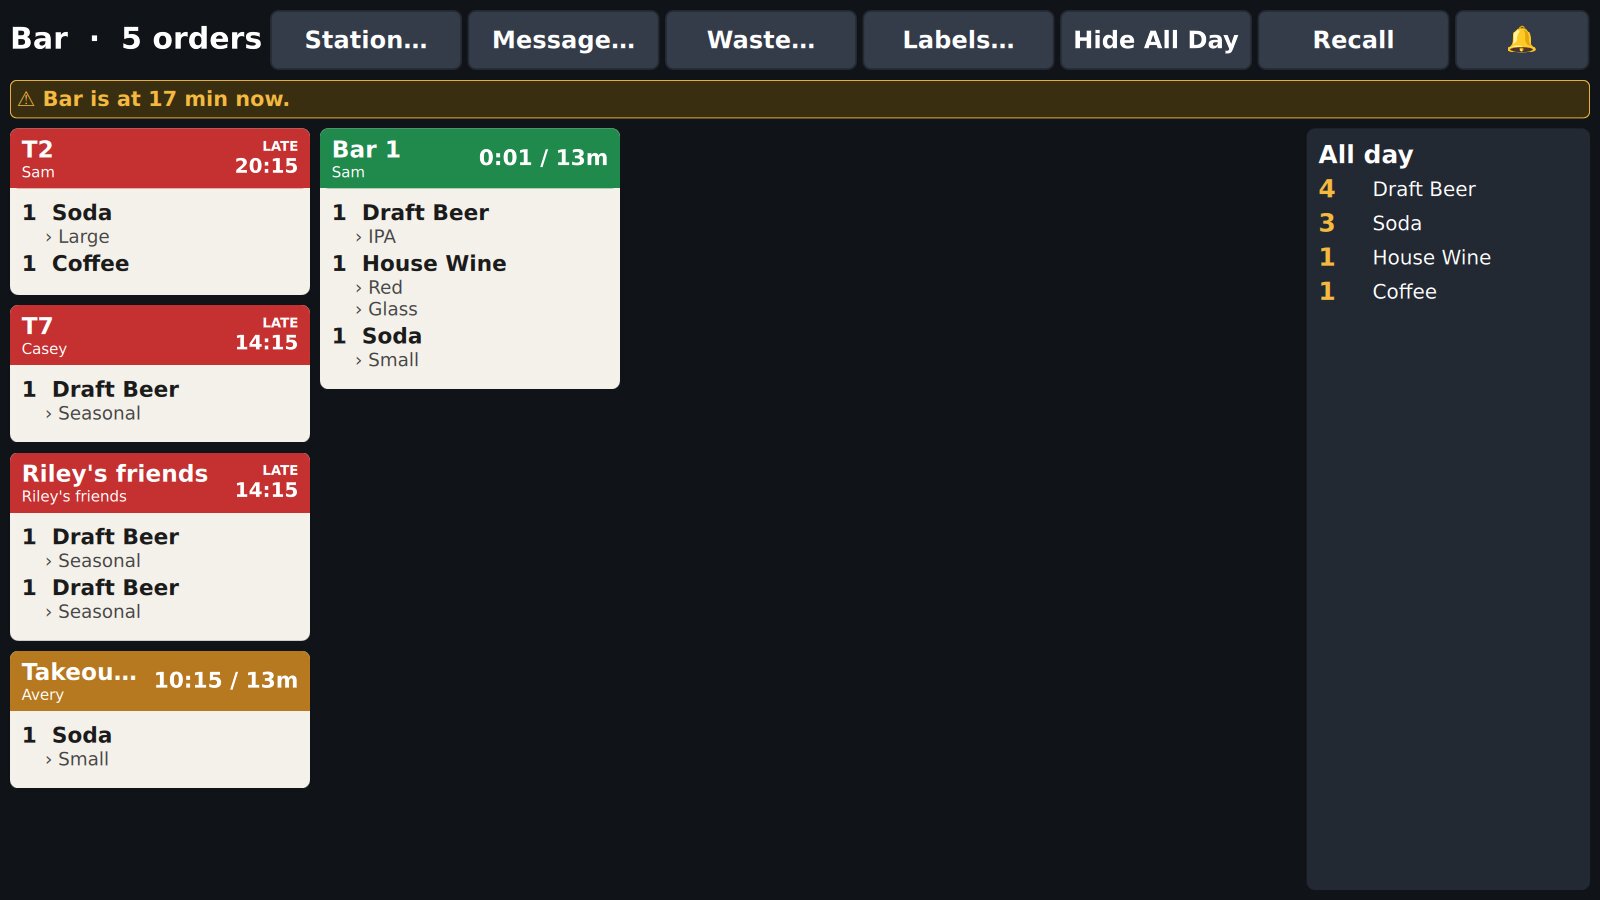 Bar · 5 orders
Station…
Message…
Waste…
Labels…
Hide All Day
Recall
⚠ Bar is at 17 min now.
T2
Sam
LATE
20:15
1 Soda
› Large
1 Coffee
T7
Casey
LATE
14:15
1 Draft Beer
› Seasonal
Riley's friends
Riley's friends
LATE
14:15
1 Draft Beer
› Seasonal
1 Draft Beer
› Seasonal
Takeou…
Avery
10:15 / 13m
1 Soda
› Small
Bar 1
Sam
0:01 / 13m
1 Draft Beer
› IPA
1 House Wine
› Red
› Glass
1 Soda
› Small
All day
4 Draft Beer
3 Soda
1 House Wine
1 Coffee